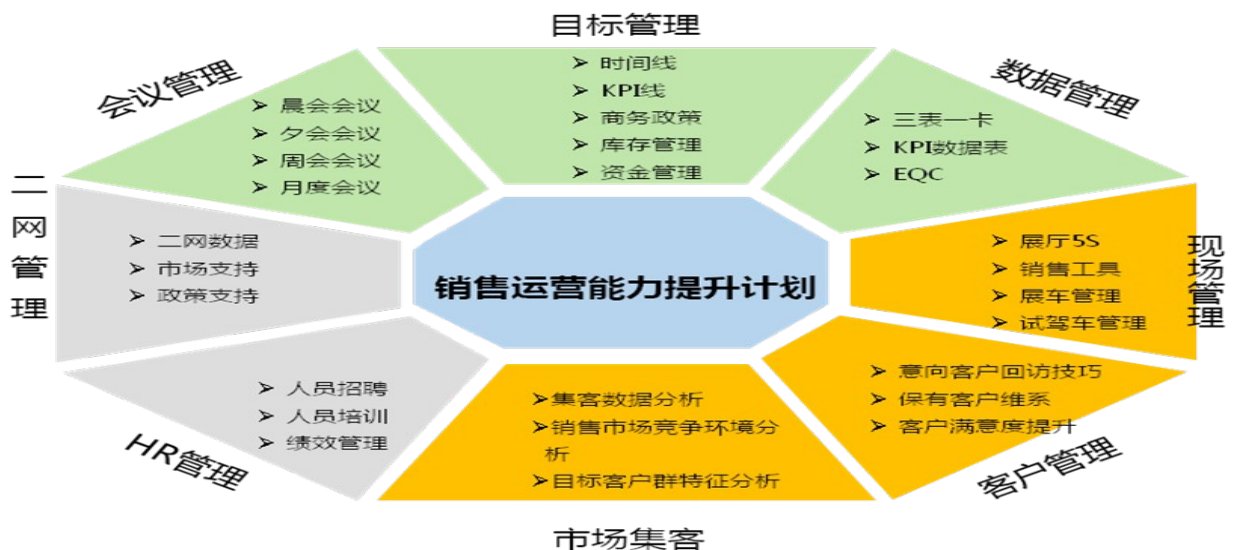 目标管理
时间线
KPI线
商务政策
库存管理
资金管理
数据管理
三表一卡
KPI数据表
EQC
现场管理
展厅5S
销售工具
展车管理
试驾车管理
客户管理
意向客户回访技巧
保有客户维系
客户满意度提升
市场集客
集客数据分析
销售市场竞争环境分
析
目标客户群特征分析
HR管理
人员招聘
人员培训
绩效管理
二网管理
二网数据
市场支持
政策支持
会议管理
晨会会议
夕会会议
周会会议
月度会议
销售运营能力提升计划